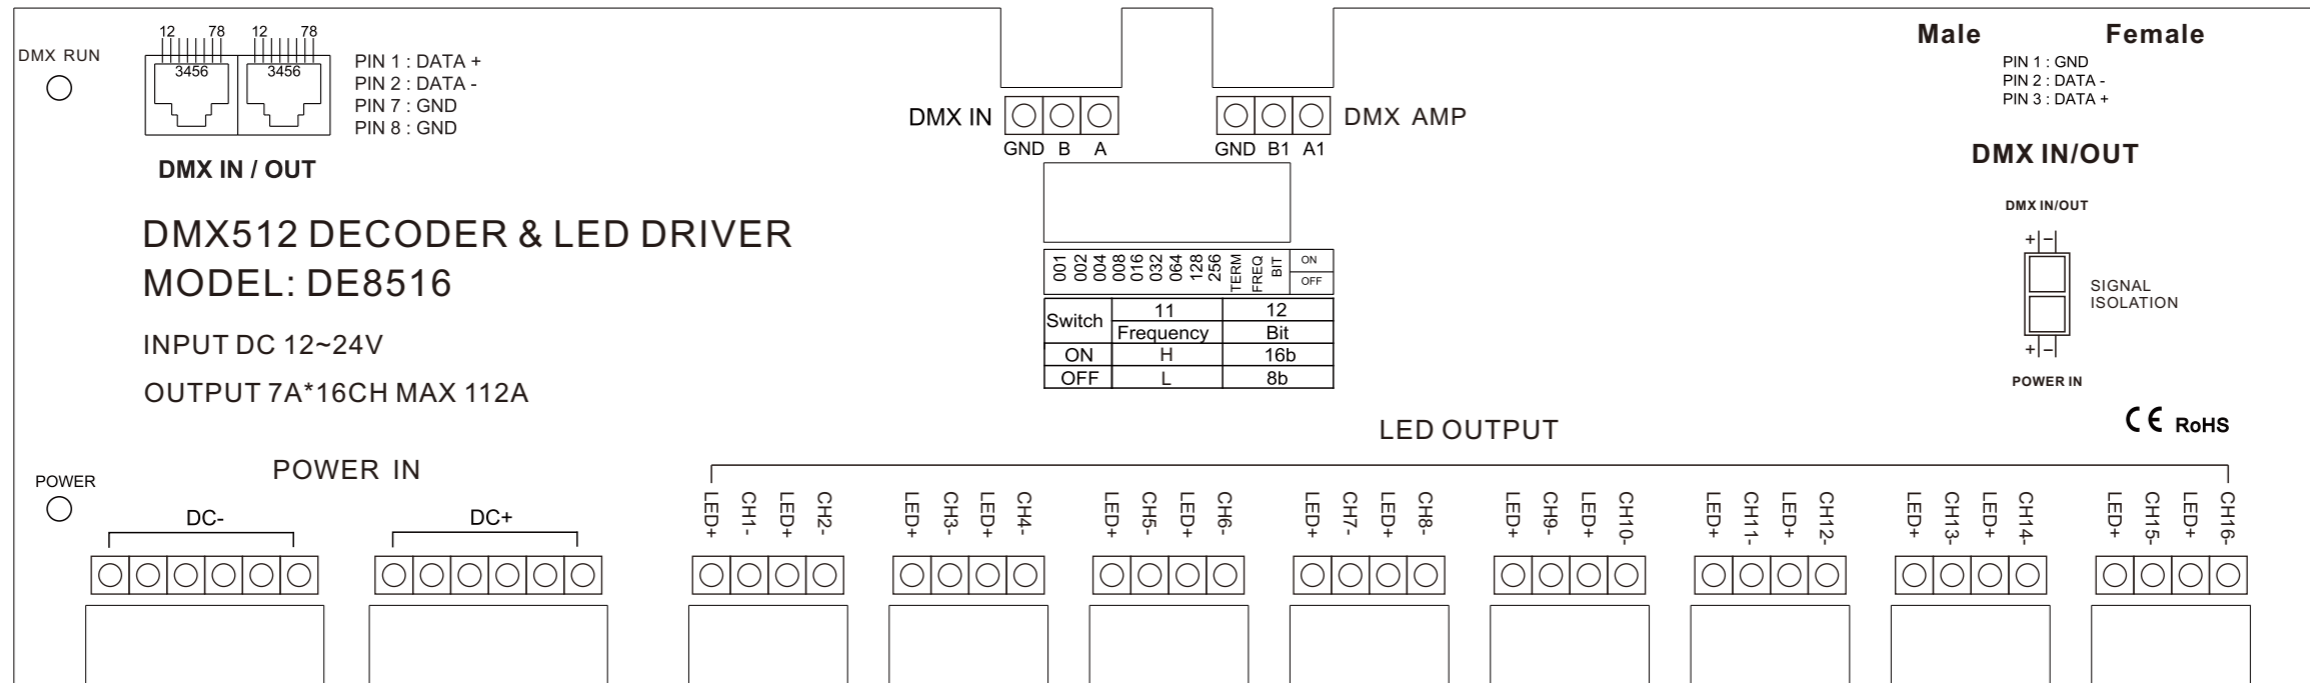 DMX RUN
12 78 12 78
3456 3456
PIN 1 : DATA +
PIN 2 : DATA -
PIN 7 : GND
PIN 8 : GND
DMX IN / OUT
DMX512 DECODER & LED DRIVER
MODEL: DE8516
INPUT DC 12~24V
OUTPUT 7A*16CH MAX 112A
DMX IN
GND B A
DMX AMP
GND B1 A1
001 002 004 008 016 032 064 128 256 TERM FREQ BIT ON
OFF
Switch 11 12
Frequency Bit
ON H 16b
OFF L 8b
Male Female
PIN 1 : GND
PIN 2 : DATA -
PIN 3 : DATA +
DMX IN/OUT
DMX IN/OUT
+ -
SIGNAL
ISOLATION
+ -
POWER IN
CE RoHS
POWER
POWER IN
DC- DC+
LED OUTPUT
LED+ CH1- LED+ CH2- LED+ CH3- LED+ CH4- LED+ CH5- LED+ CH6- LED+ CH7- LED+ CH8- LED+ CH9- LED+ CH10- LED+ CH11- LED+ CH12- LED+ CH13- LED+ CH14- LED+ CH15- LED+ CH16-